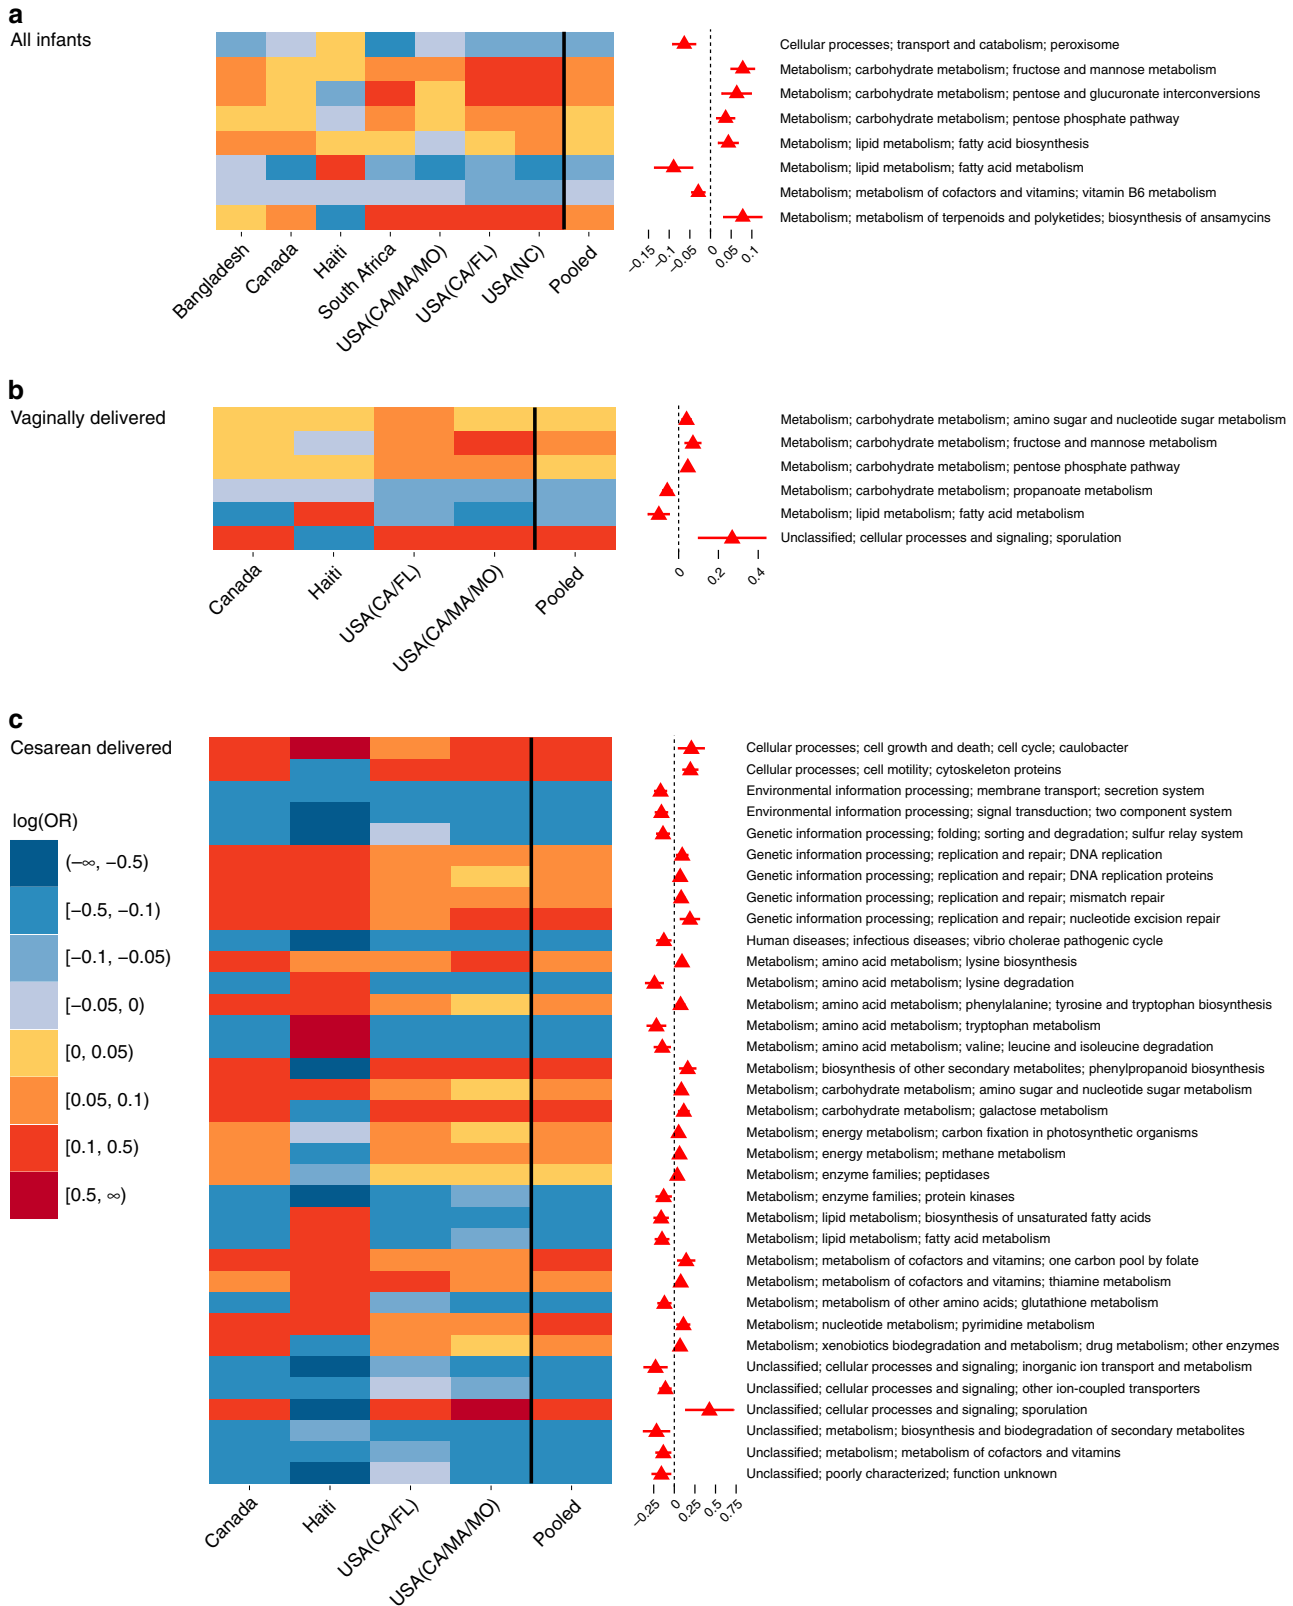 a
All infants
Cellular processes; transport and catabolism; peroxisome
Metabolism; carbohydrate metabolism; fructose and mannose metabolism
Metabolism; carbohydrate metabolism; pentose and glucuronate interconversions
Metabolism; carbohydrate metabolism; pentose phosphate pathway
Metabolism; lipid metabolism; fatty acid biosynthesis
Metabolism; lipid metabolism; fatty acid metabolism
Metabolism; metabolism of cofactors and vitamins; vitamin B6 metabolism
Metabolism; metabolism of terpenoids and polyketides; biosynthesis of ansamycins
Bangladesh
Canada
Haiti
South Africa
USA(CA/MA/MO)
USA(CA/FL)
USA(NC)
Pooled
−0.15
−0.1
−0.05
0
0.05
0.1
b
Vaginally delivered
Metabolism; carbohydrate metabolism; amino sugar and nucleotide sugar metabolism
Metabolism; carbohydrate metabolism; fructose and mannose metabolism
Metabolism; carbohydrate metabolism; pentose phosphate pathway
Metabolism; carbohydrate metabolism; propanoate metabolism
Metabolism; lipid metabolism; fatty acid metabolism
Unclassified; cellular processes and signaling; sporulation
Canada
Haiti
USA(CA/FL)
USA(CA/MA/MO)
Pooled
0
0.2
0.4
c
Cesarean delivered
log(OR)
(−∞, −0.5)
[−0.5, −0.1)
[−0.1, −0.05)
[−0.05, 0)
[0, 0.05)
[0.05, 0.1)
[0.1, 0.5)
[0.5, ∞)
Cellular processes; cell growth and death; cell cycle; caulobacter
Cellular processes; cell motility; cytoskeleton proteins
Environmental information processing; membrane transport; secretion system
Environmental information processing; signal transduction; two component system
Genetic information processing; folding; sorting and degradation; sulfur relay system
Genetic information processing; replication and repair; DNA replication
Genetic information processing; replication and repair; DNA replication proteins
Genetic information processing; replication and repair; mismatch repair
Genetic information processing; replication and repair; nucleotide excision repair
Human diseases; infectious diseases; vibrio cholerae pathogenic cycle
Metabolism; amino acid metabolism; lysine biosynthesis
Metabolism; amino acid metabolism; lysine degradation
Metabolism; amino acid metabolism; phenylalanine; tyrosine and tryptophan biosynthesis
Metabolism; amino acid metabolism; tryptophan metabolism
Metabolism; amino acid metabolism; valine; leucine and isoleucine degradation
Metabolism; biosynthesis of other secondary metabolites; phenylpropanoid biosynthesis
Metabolism; carbohydrate metabolism; amino sugar and nucleotide sugar metabolism
Metabolism; carbohydrate metabolism; galactose metabolism
Metabolism; energy metabolism; carbon fixation in photosynthetic organisms
Metabolism; energy metabolism; methane metabolism
Metabolism; enzyme families; peptidases
Metabolism; enzyme families; protein kinases
Metabolism; lipid metabolism; biosynthesis of unsaturated fatty acids
Metabolism; lipid metabolism; fatty acid metabolism
Metabolism; metabolism of cofactors and vitamins; one carbon pool by folate
Metabolism; metabolism of cofactors and vitamins; thiamine metabolism
Metabolism; metabolism of other amino acids; glutathione metabolism
Metabolism; nucleotide metabolism; pyrimidine metabolism
Metabolism; xenobiotics biodegradation and metabolism; drug metabolism; other enzymes
Unclassified; cellular processes and signaling; inorganic ion transport and metabolism
Unclassified; cellular processes and signaling; other ion-coupled transporters
Unclassified; cellular processes and signaling; sporulation
Unclassified; metabolism; biosynthesis and biodegradation of secondary metabolites
Unclassified; metabolism; metabolism of cofactors and vitamins
Unclassified; poorly characterized; function unknown
Canada
Haiti
USA(CA/FL)
USA(CA/MA/MO)
Pooled
−0.25
0
0.25
0.5
0.75